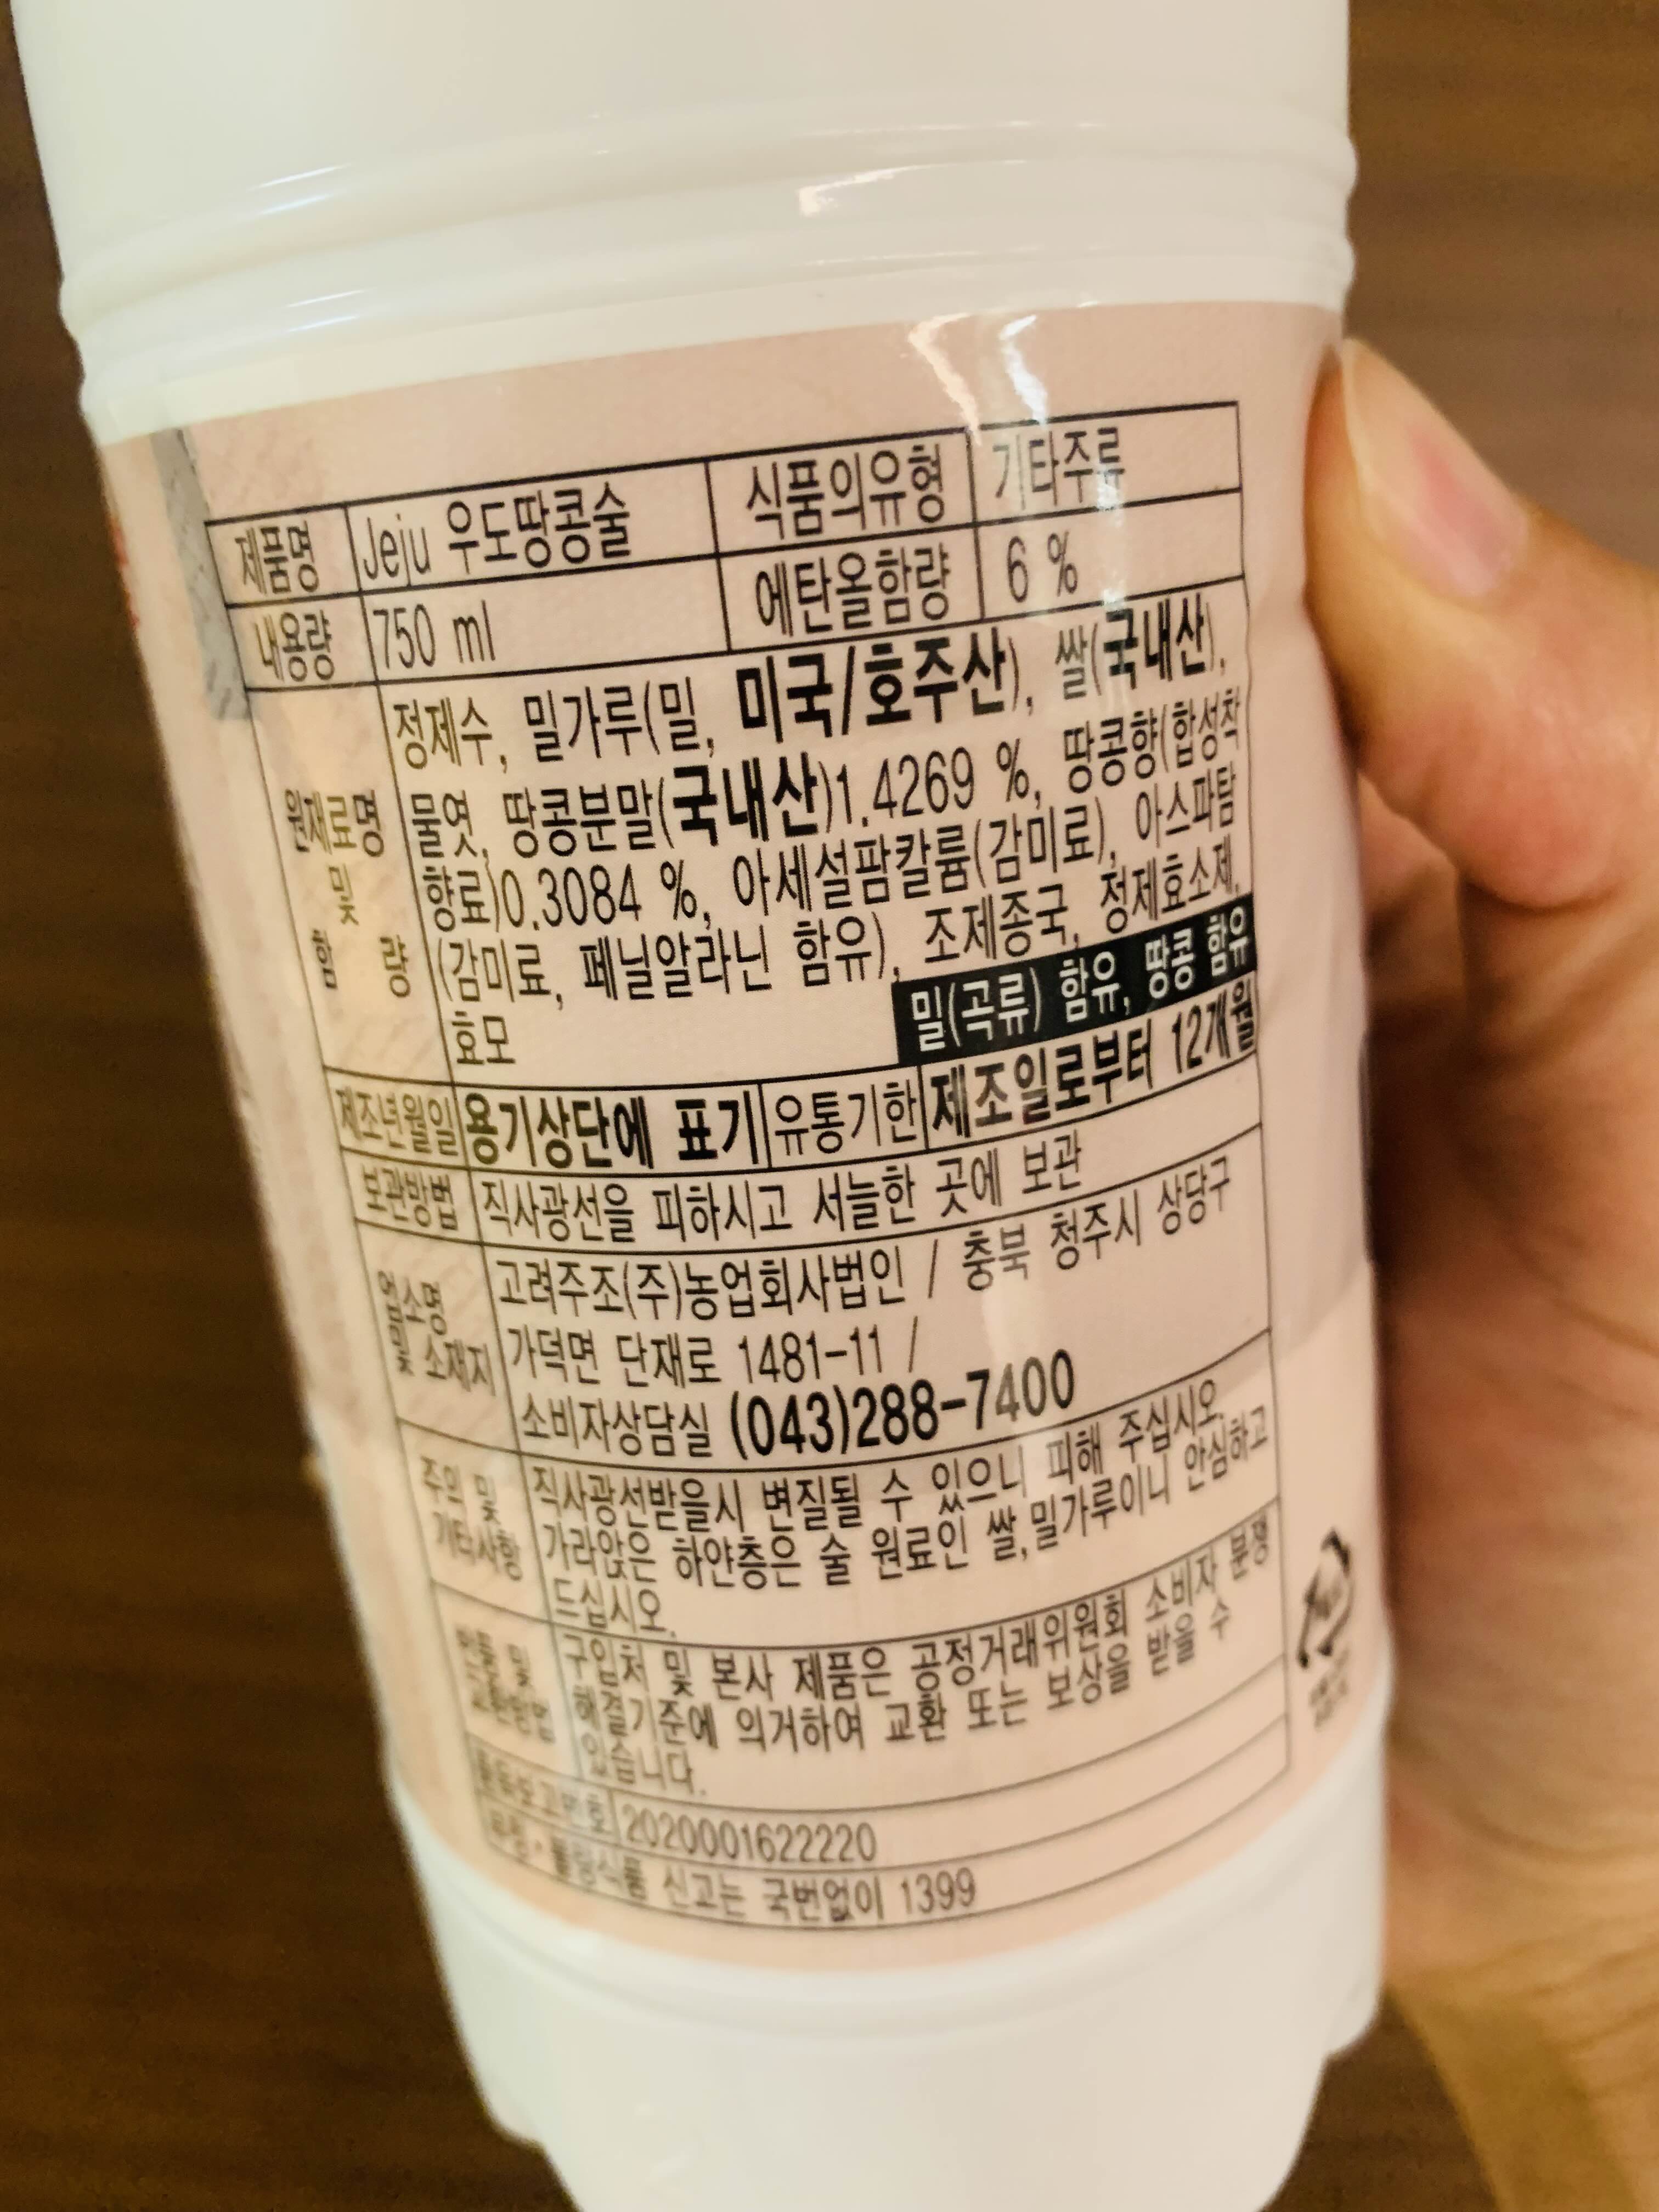 제품명 Jeju 우도땅콩술 식품의유형 기타주류
내용량 750 ml 에탄올함량 6 %
원재료명 및 함량
정제수, 밀가루(밀, 미국/호주산), 쌀(국내산),
물엿, 땅콩분말(국내산)1.4269 %, 땅콩향(합성착
향료)0.3084 %, 아세설팜칼륨(감미료), 아스파탐
(감미료, 페닐알라닌 함유), 조제종국, 정제효소제,
효모
밀(곡류) 함유, 땅콩 함유
제조년월일 용기상단에 표기 유통기한 제조일로부터 12개월
보관방법 직사광선을 피하시고 서늘한 곳에 보관
업소명 및 소재지
고려주조(주)농업회사법인 / 충북 청주시 상당구
가덕면 단재로 1481-11 /
소비자상담실 (043)288-7400
주의 및 기타사항
직사광선받을시 변질될 수 있으니 피해 주십시오.
가라앉은 하얀층은 술 원료인 쌀,밀가루이니 안심하고
드십시오.
구입처 및 본사 제품은 공정거래위원회 소비자 분쟁
해결기준에 의거하여 교환 또는 보상을 받을 수
있습니다.
2020001622220
신고는 국번없이 1399